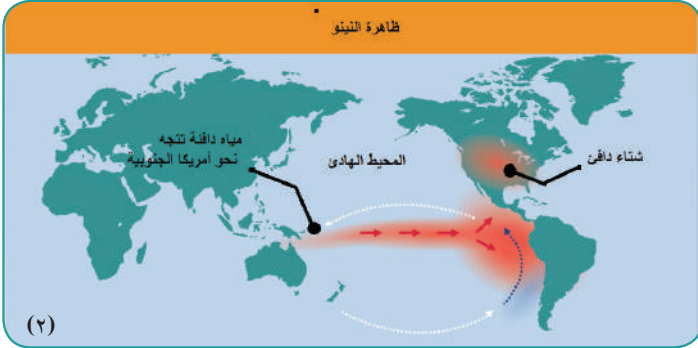 ظاهرة النينو
مياه دافئة تتجه
نحو أمريكا الجنوبية
المحيط الهادئ
شتاء دافئ
(٢)